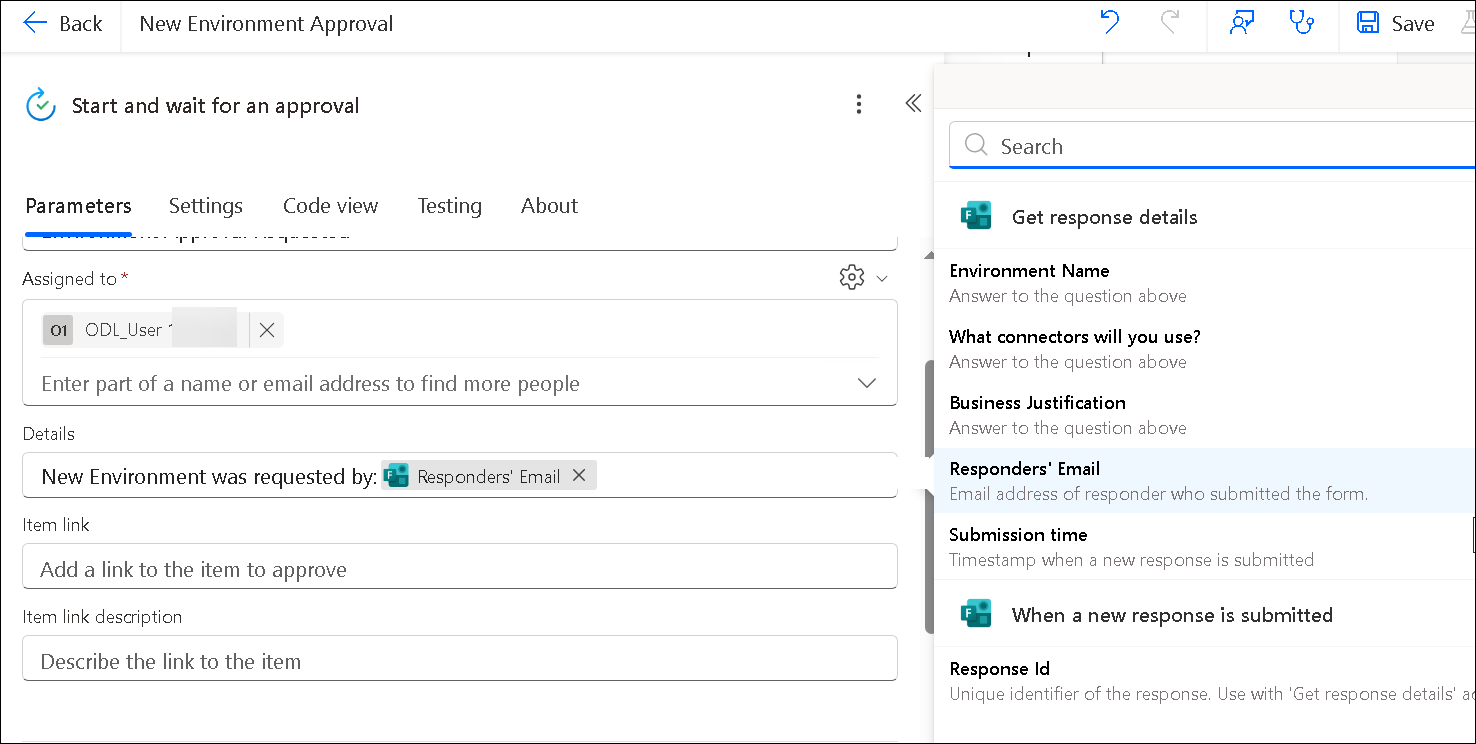 Back
New Environment Approval
Save
Start and wait for an approval
Search
Parameters
Settings
Code view
Testing
About
F
Get response details
Environment Approval Requested
Assigned to *
Environment Name
Answer to the question above
O1
ODL_User
What connectors will you use?
Answer to the question above
Enter part of a name or email address to find more people
Business Justification
Answer to the question above
Details
New Environment was requested by: F Responders' Email
Responders' Email
Email address of responder who submitted the form.
Item link
Add a link to the item to approve
Submission time
Timestamp when a new response is submitted
Item link description
Describe the link to the item
F
When a new response is submitted
Response Id
Unique identifier of the response. Use with 'Get response details'